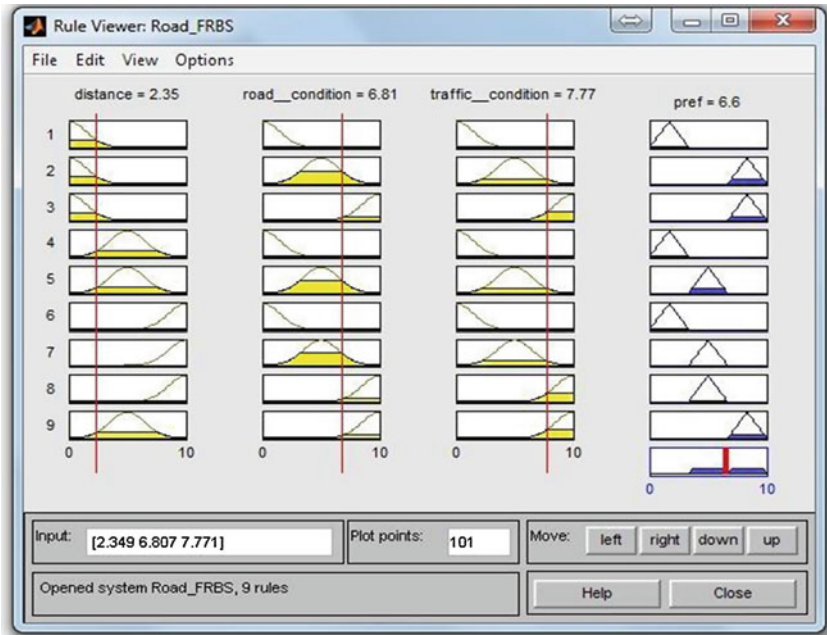 Rule Viewer: Road_FRBS
File Edit View Options
distance = 2.35 road__condition = 6.81 traffic__condition = 7.77 pref = 6.6
1
2
3
4
5
6
7
8
9
0 10 0 10 0 10
0 10
Input: [2.349 6.807 7.771] Plot points: 101 Move: left right down up
Opened system Road_FRBS, 9 rules Help Close